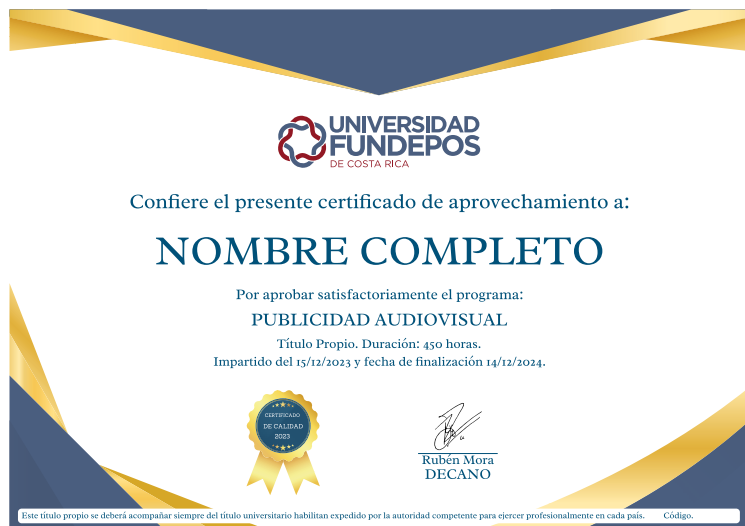 UNIVERSIDAD
FUNDEPOS
DE COSTA RICA
Confiere el presente certificado de aprovechamiento a:
NOMBRE COMPLETO
Por aprobar satisfactoriamente el programa:
PUBLICIDAD AUDIOVISUAL
Título Propio. Duración: 450 horas.
Impartido del 15/12/2023 y fecha de finalización 14/12/2024.
CERTIFICADO
DE CALIDAD
2023
Rubén Mora
DECANO
Este titulo propio se deberá acompañar siempre del título universitario habilitan expedido por la autoridad competente para ejercer profesionalmente en cada país. Código.